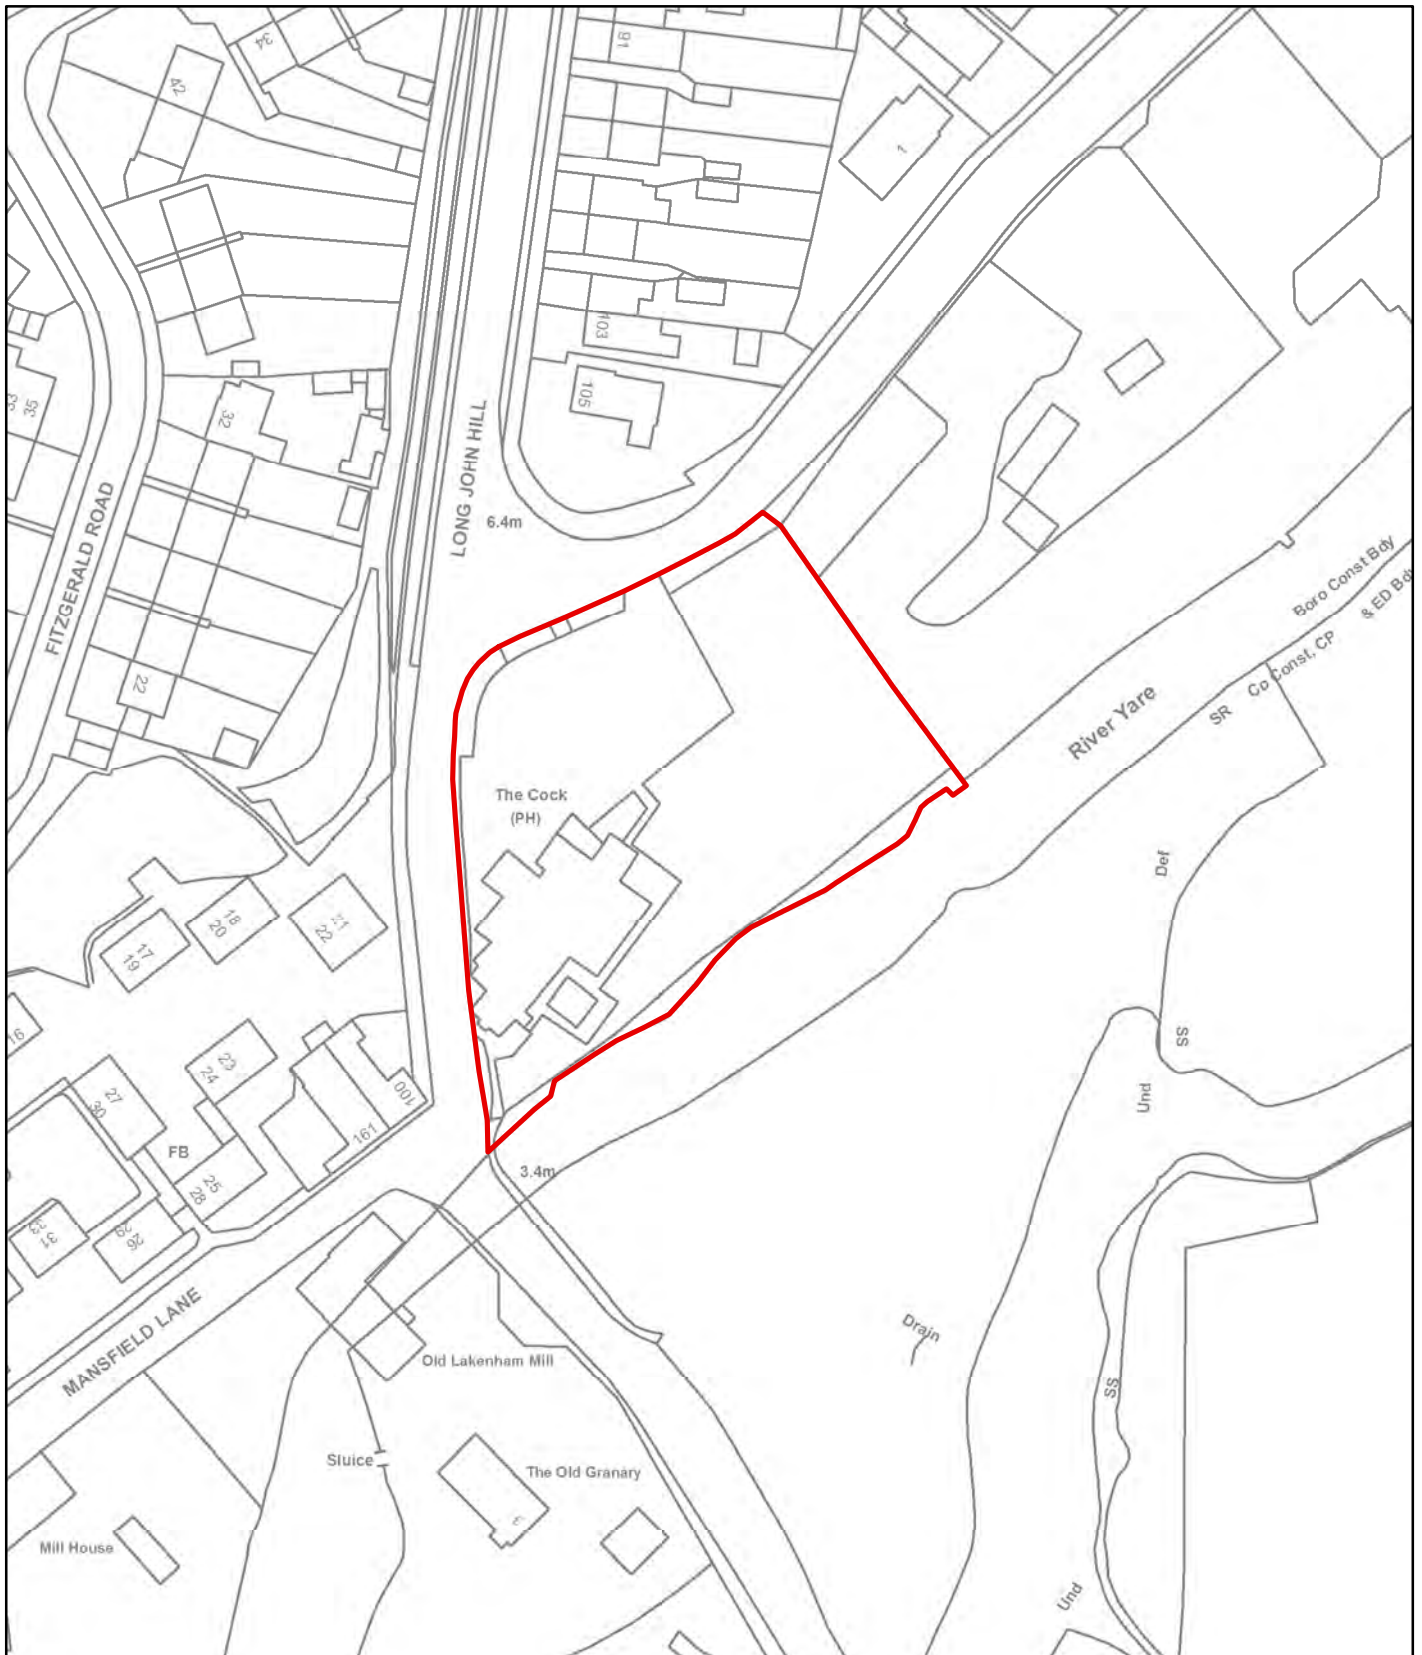 34
91
42
1
103
105
32
33
35
LONG JOHN HILL
6.4m
FITZGERALD ROAD
Boro Const Bdy
& ED Bdy
Co Const, CP
SR
River Yare
22
The Cock
(PH)
Def
18
20
21
22
17
19
16
SS
23
24
100
27
30
Und
161
FB
25
28
3.4m
31
29
26
MANSFIELD LANE
Drain
Old Lakenham Mill
SS
Sluice
The Old Granary
Mill House
Und